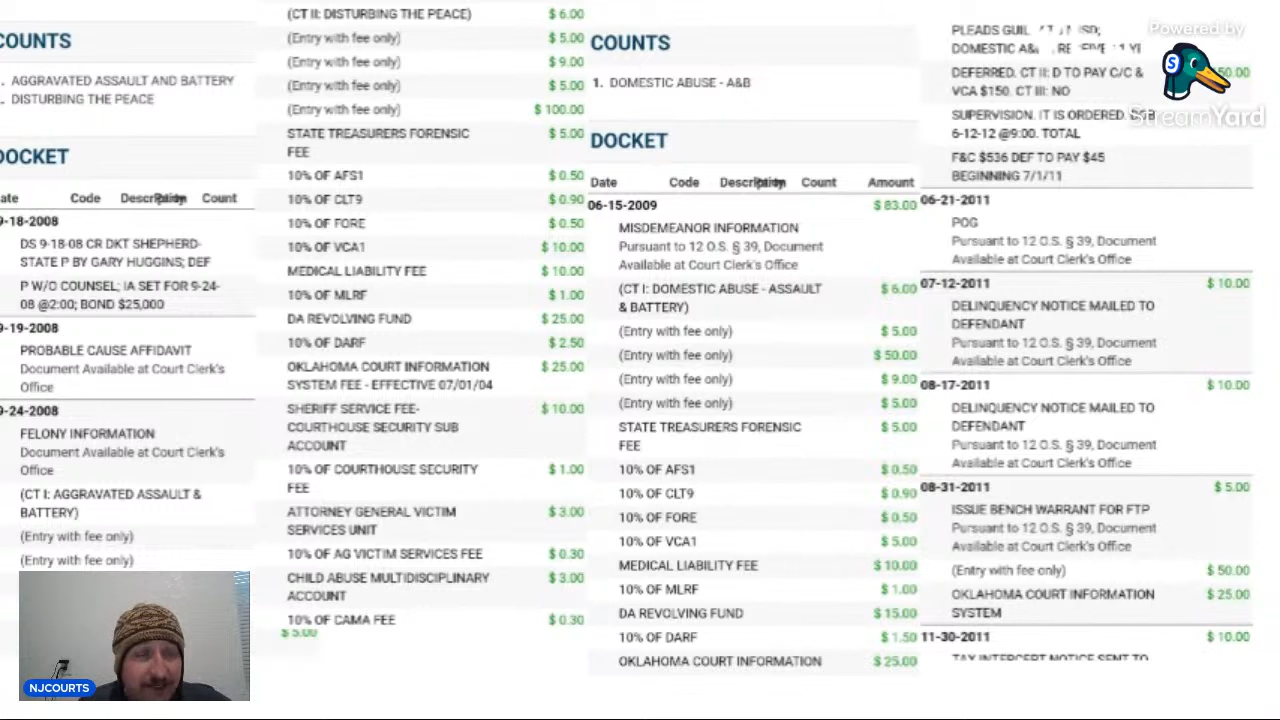 COUNTS
. AGGRAVATED ASSAULT AND BATTERY
. DISTURBING THE PEACE
DOCKET
ate Code Description Count
9-18-2008
DS 9-18-08 CR DKT SHEPHERD-
STATE P BY GARY HUGGINS; DEF
P W/O COUNSEL; IA SET FOR 9-24-
08 @2:00; BOND $25,000
9-19-2008
PROBABLE CAUSE AFFIDAVIT
Document Available at Court Clerk's
Office
9-24-2008
FELONY INFORMATION
Document Available at Court Clerk's
Office
(CT I: AGGRAVATED ASSAULT &
BATTERY)
(Entry with fee only)
(Entry with fee only)
NJCOURTS
(CT II: DISTURBING THE PEACE) $ 6.00
(Entry with fee only) $ 5.00
(Entry with fee only) $ 9.00
(Entry with fee only) $ 5.00
(Entry with fee only) $ 100.00
STATE TREASURERS FORENSIC $ 5.00
FEE
10% OF AFS1 $ 0.50
10% OF CLT9 $ 0.90
10% OF FORE $ 0.50
10% OF VCA1 $ 10.00
MEDICAL LIABILITY FEE $ 10.00
10% OF MLRF $ 1.00
DA REVOLVING FUND $ 25.00
10% OF DARF $ 2.50
OKLAHOMA COURT INFORMATION $ 25.00
SYSTEM FEE - EFFECTIVE 07/01/04
SHERIFF SERVICE FEE- $ 10.00
COURTHOUSE SECURITY SUB
ACCOUNT
10% OF COURTHOUSE SECURITY $ 1.00
FEE
ATTORNEY GENERAL VICTIM $ 3.00
SERVICES UNIT
10% OF AG VICTIM SERVICES FEE $ 0.30
CHILD ABUSE MULTIDISCIPLINARY $ 3.00
ACCOUNT
10% OF CAMA FEE $ 0.30
$ 5.00
COUNTS
1. DOMESTIC ABUSE - A&B
DOCKET
Date Code Description Count Amount
06-15-2009 $ 83.00
MISDEMEANOR INFORMATION
Pursuant to 12 O.S. § 39, Document
Available at Court Clerk's Office
(CT I: DOMESTIC ABUSE - ASSAULT $ 6.00
& BATTERY)
(Entry with fee only) $ 5.00
(Entry with fee only) $ 50.00
(Entry with fee only) $ 9.00
(Entry with fee only) $ 5.00
STATE TREASURERS FORENSIC $ 5.00
FEE
10% OF AFS1 $ 0.50
10% OF CLT9 $ 0.90
10% OF FORE $ 0.50
10% OF VCA1 $ 5.00
MEDICAL LIABILITY FEE $ 10.00
10% OF MLRF $ 1.00
DA REVOLVING FUND $ 15.00
10% OF DARF $ 1.50
OKLAHOMA COURT INFORMATION $ 25.00
Powered by
StreamYard
PLEADS
DOMESTIC
DEFERRED. CT II: D TO PAY C/C & 50.00
VCA $150. CT III: NO
SUPERVISION. IT IS ORDERED.
6-12-12 @9:00. TOTAL
F&C $536 DEF TO PAY $45
BEGINNING 7/1/11
06-21-2011
POG
Pursuant to 12 O.S. § 39, Document
Available at Court Clerk's Office
07-12-2011 $ 10.00
DELINQUENCY NOTICE MAILED TO
DEFENDANT
Pursuant to 12 O.S. § 39, Document
Available at Court Clerk's Office
08-17-2011 $ 10.00
DELINQUENCY NOTICE MAILED TO
DEFENDANT
Pursuant to 12 O.S. § 39, Document
Available at Court Clerk's Office
08-31-2011 $ 5.00
ISSUE BENCH WARRANT FOR FTP
Pursuant to 12 O.S. § 39, Document
Available at Court Clerk's Office
(Entry with fee only) $ 50.00
OKLAHOMA COURT INFORMATION $ 25.00
SYSTEM
11-30-2011 $ 10.00
TAX INTERCEPT NOTICE SENT TO